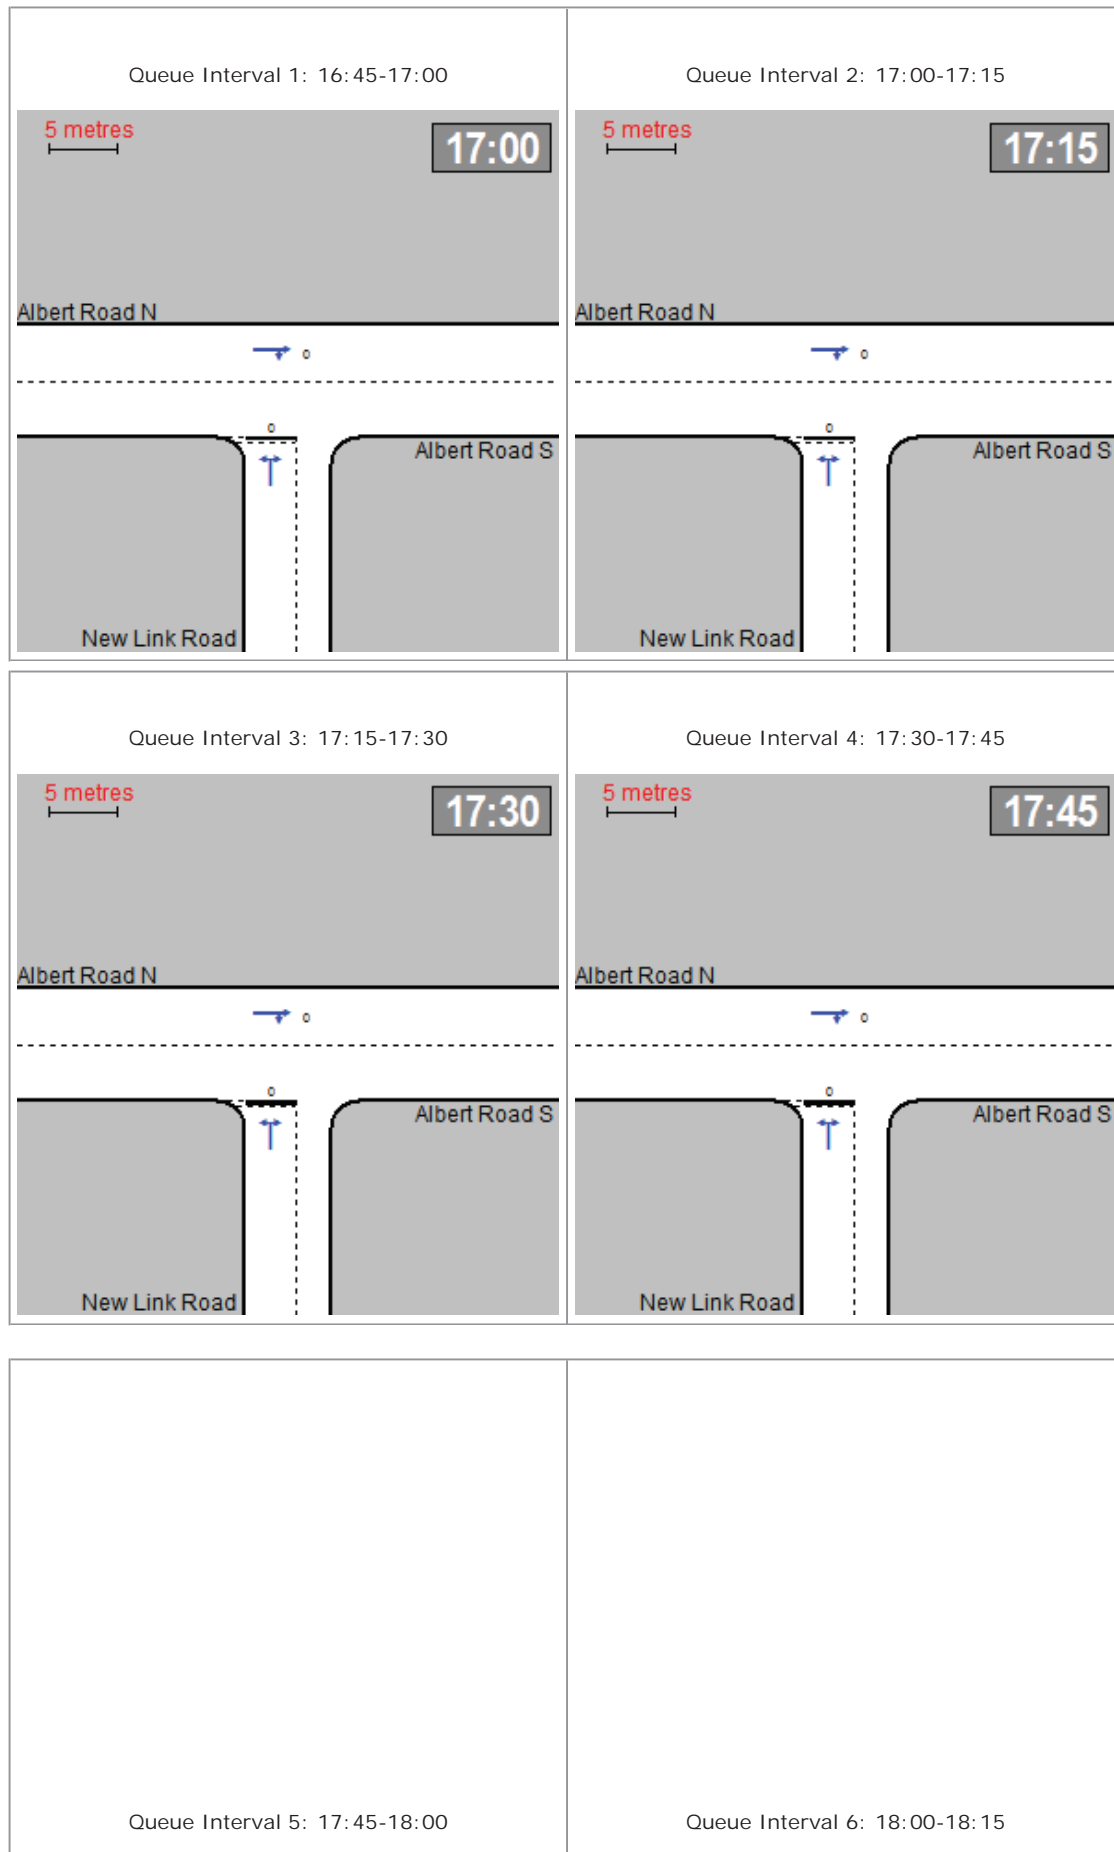 Queue Interval 1: 16:45-17:00
5 metres
17:00
Albert Road N
0
0
Albert Road S
New Link Road
Queue Interval 2: 17:00-17:15
5 metres
17:15
Albert Road N
0
0
Albert Road S
New Link Road
Queue Interval 3: 17:15-17:30
5 metres
17:30
Albert Road N
0
0
Albert Road S
New Link Road
Queue Interval 4: 17:30-17:45
5 metres
17:45
Albert Road N
0
0
Albert Road S
New Link Road
Queue Interval 5: 17:45-18:00
Queue Interval 6: 18:00-18:15